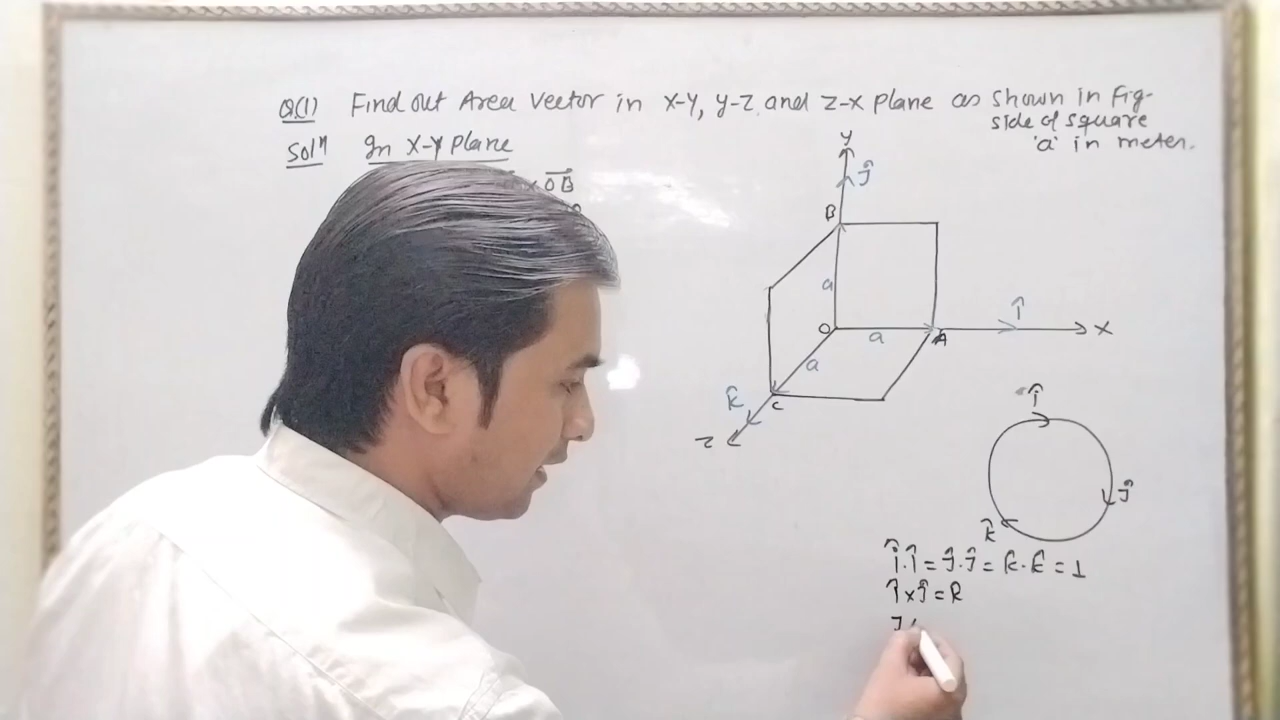 Q.(1) Find out Area Vector in x-y, y-z and z-x plane as shown in fig-
side of square
'a' in meter.
Solⁿ In x-y plane
× OB
y
ĵ
B
a
O
a
A
î
x
a
C
k̂
z
î
ĵ
k̂
î.î = ĵ.ĵ = k̂.k̂ = 1
î×ĵ = k